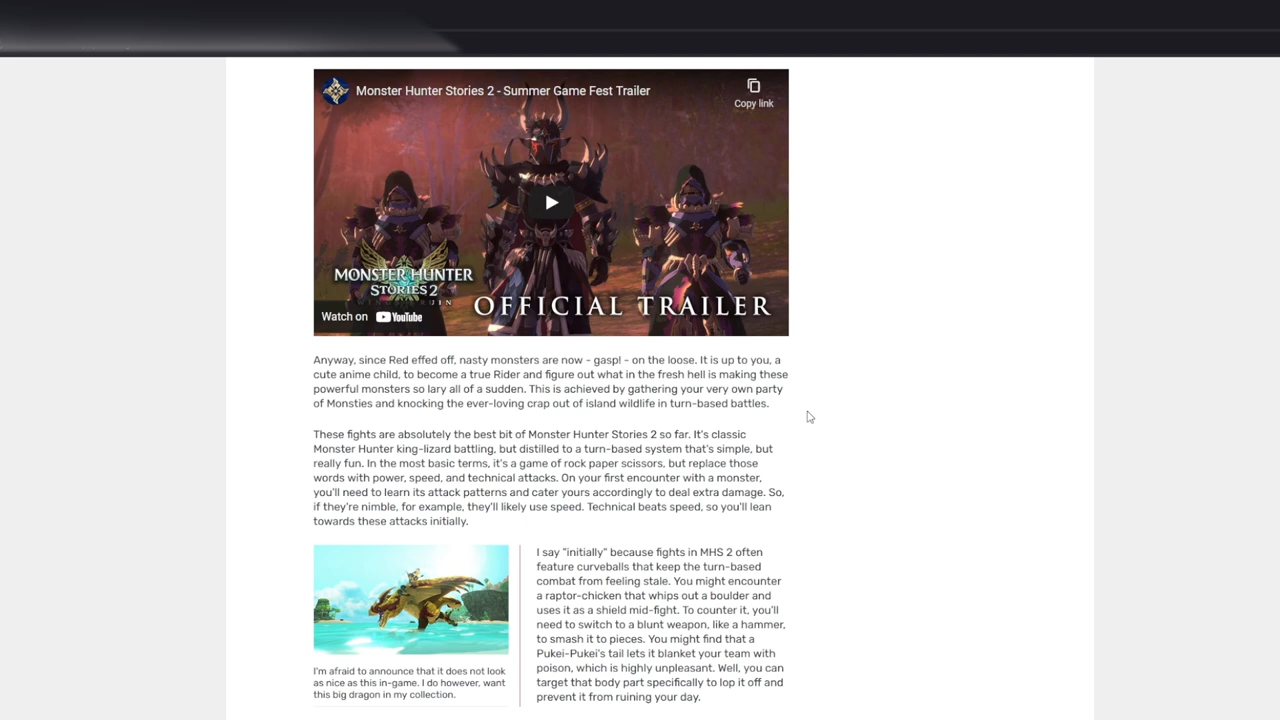 Monster Hunter Stories 2 - Summer Game Fest Trailer
Copy link
MONSTER HUNTER
STORIES 2
OFFICIAL TRAILER
Watch on YouTube
Anyway, since Red effed off, nasty monsters are now - gasp! - on the loose. It is up to you, a
cute anime child, to become a true Rider and figure out what in the fresh hell is making these
powerful monsters so lary all of a sudden. This is achieved by gathering your very own party
of Monsties and knocking the ever-loving crap out of island wildlife in turn-based battles.
These fights are absolutely the best bit of Monster Hunter Stories 2 so far. It's classic
Monster Hunter king-lizard battling, but distilled to a turn-based system that's simple, but
really fun. In the most basic terms, it's a game of rock paper scissors, but replace those
words with power, speed, and technical attacks. On your first encounter with a monster,
you'll need to learn its attack patterns and cater yours accordingly to deal extra damage. So,
if they're nimble, for example, they'll likely use speed. Technical beats speed, so you'll lean
towards these attacks initially.
I'm afraid to announce that it does not look
as nice as this in-game. I do however, want
this big dragon in my collection.
I say "initially" because fights in MHS 2 often
feature curveballs that keep the turn-based
combat from feeling stale. You might encounter
a raptor-chicken that whips out a boulder and
uses it as a shield mid-fight. To counter it, you'll
need to switch to a blunt weapon, like a hammer,
to smash it to pieces. You might find that a
Pukei-Pukei's tail lets it blanket your team with
poison, which is highly unpleasant. Well, you can
target that body part specifically to lop it off and
prevent it from ruining your day.